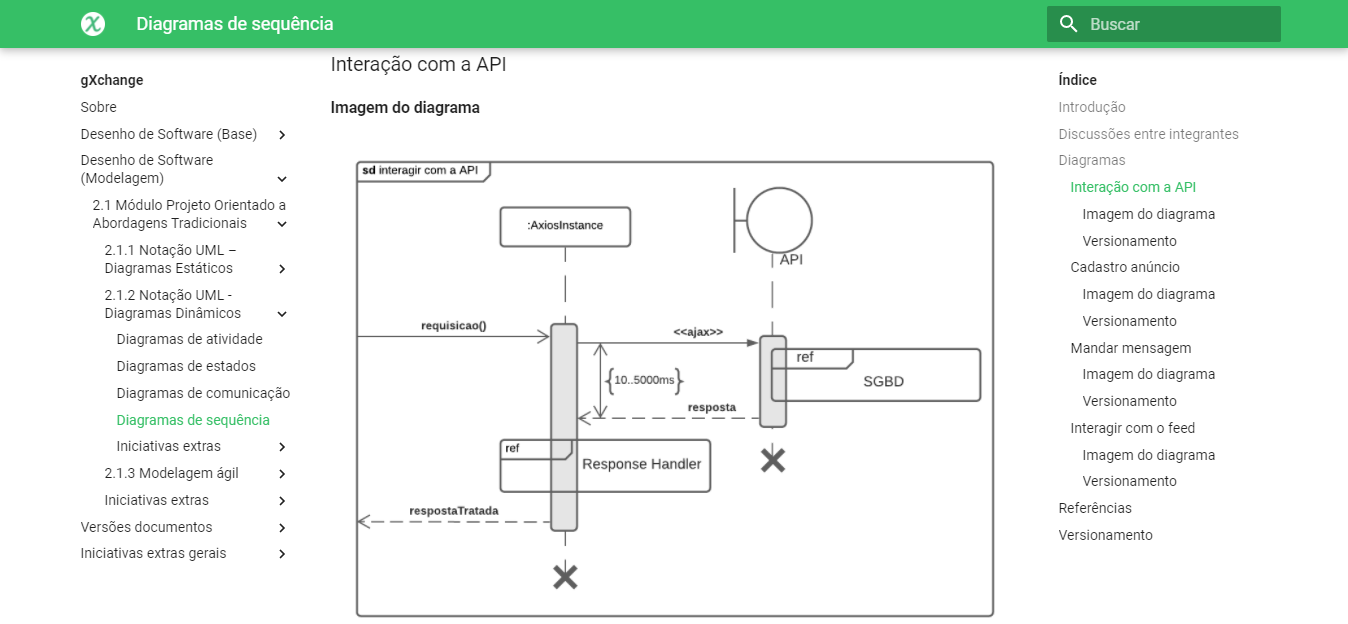 Diagramas de sequência
Buscar
gXchange
Sobre
Desenho de Software (Base)
Desenho de Software
(Modelagem)
2.1 Módulo Projeto Orientado a
Abordagens Tradicionais
2.1.1 Notação UML –
Diagramas Estáticos
2.1.2 Notação UML -
Diagramas Dinâmicos
Diagramas de atividade
Diagramas de estados
Diagramas de comunicação
Diagramas de sequência
Iniciativas extras
2.1.3 Modelagem ágil
Iniciativas extras
Versões documentos
Iniciativas extras gerais
Interação com a API
Imagem do diagrama
sd interagir com a API
:AxiosInstance
API
requisicao()
<<ajax>>
ref
SGBD
{10..5000ms}
resposta
ref
Response Handler
respostaTratada
Índice
Introdução
Discussões entre integrantes
Diagramas
Interação com a API
Imagem do diagrama
Versionamento
Cadastro anúncio
Imagem do diagrama
Versionamento
Mandar mensagem
Imagem do diagrama
Versionamento
Interagir com o feed
Imagem do diagrama
Versionamento
Referências
Versionamento